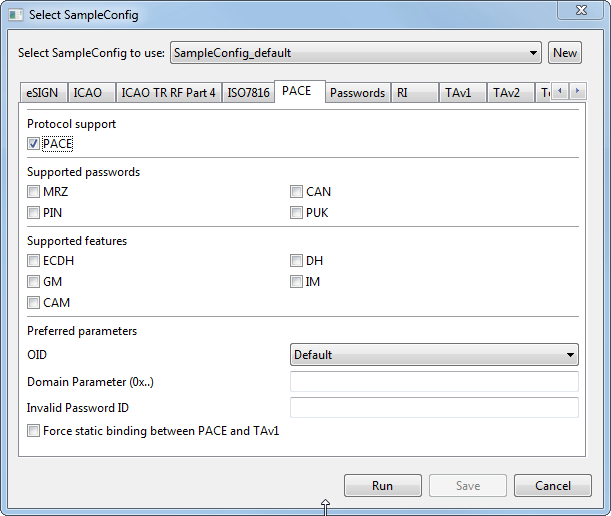 Select SampleConfig
Select SampleConfig to use: SampleConfig_default New
eSIGN ICAO ICAO TR RF Part 4 ISO7816 PACE Passwords RI TAv1 TAv2
Protocol support
PACE
Supported passwords
MRZ CAN
PIN PUK
Supported features
ECDH DH
GM IM
CAM
Preferred parameters
OID Default
Domain Parameter (0x..)
Invalid Password ID
Force static binding between PACE and TAv1
Run Save Cancel